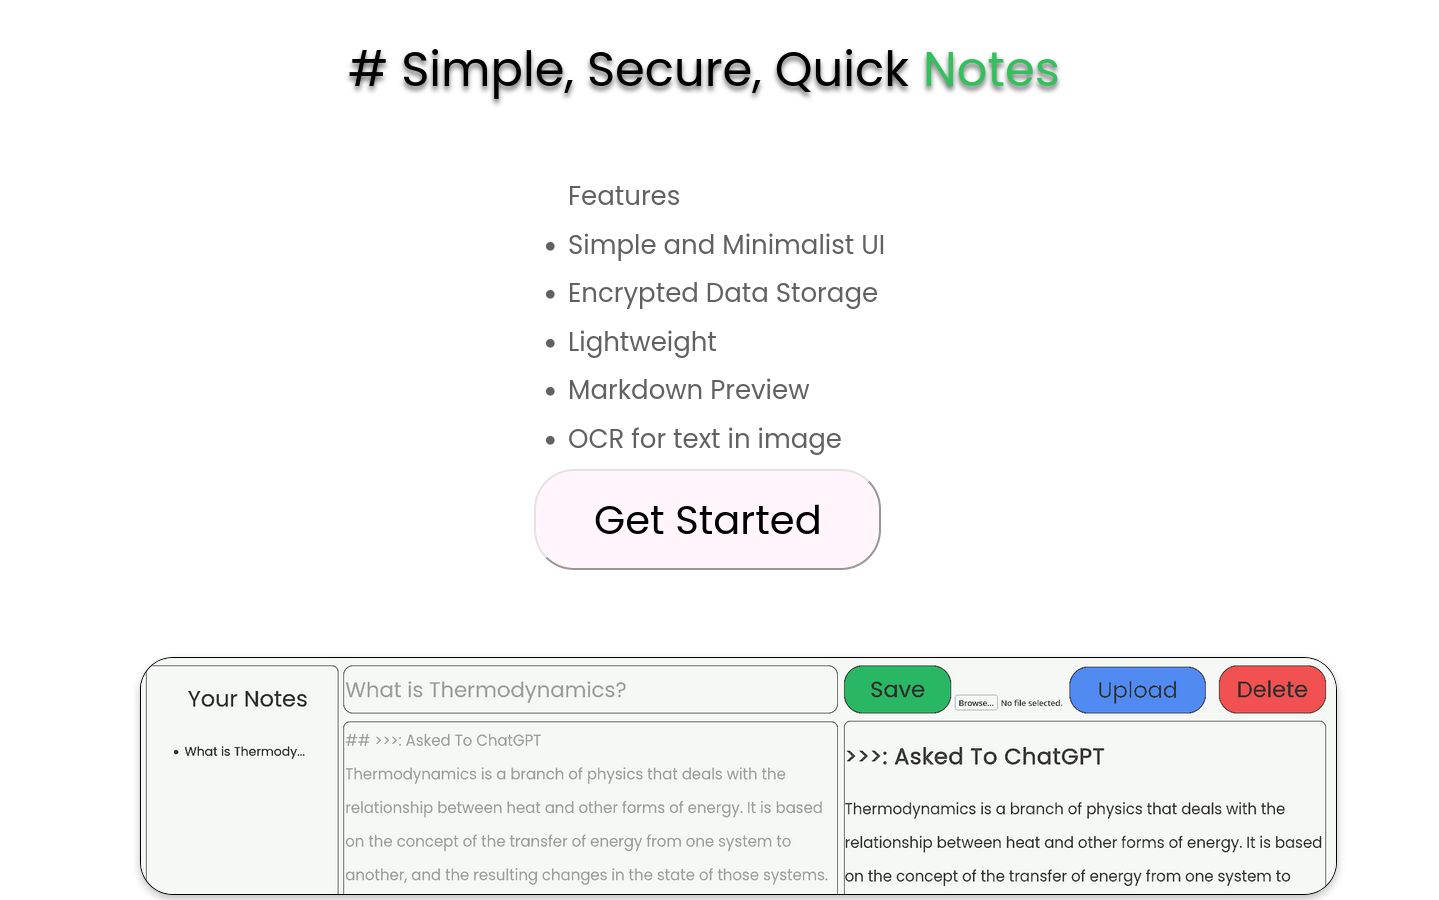 # Simple, Secure, Quick Notes
Features
• Simple and Minimalist UI
• Encrypted Data Storage
• Lightweight
• Markdown Preview
• OCR for text in image
Get Started
Your Notes
• What is Thermody...
What is Thermodynamics?
## >>>: Asked To ChatGPT
Thermodynamics is a branch of physics that deals with the
relationship between heat and other forms of energy. It is based
on the concept of the transfer of energy from one system to
another, and the resulting changes in the state of those systems.
Save
Browse... No file selected.
Upload
Delete
>>>: Asked To ChatGPT
Thermodynamics is a branch of physics that deals with the
relationship between heat and other forms of energy. It is based
on the concept of the transfer of energy from one system to